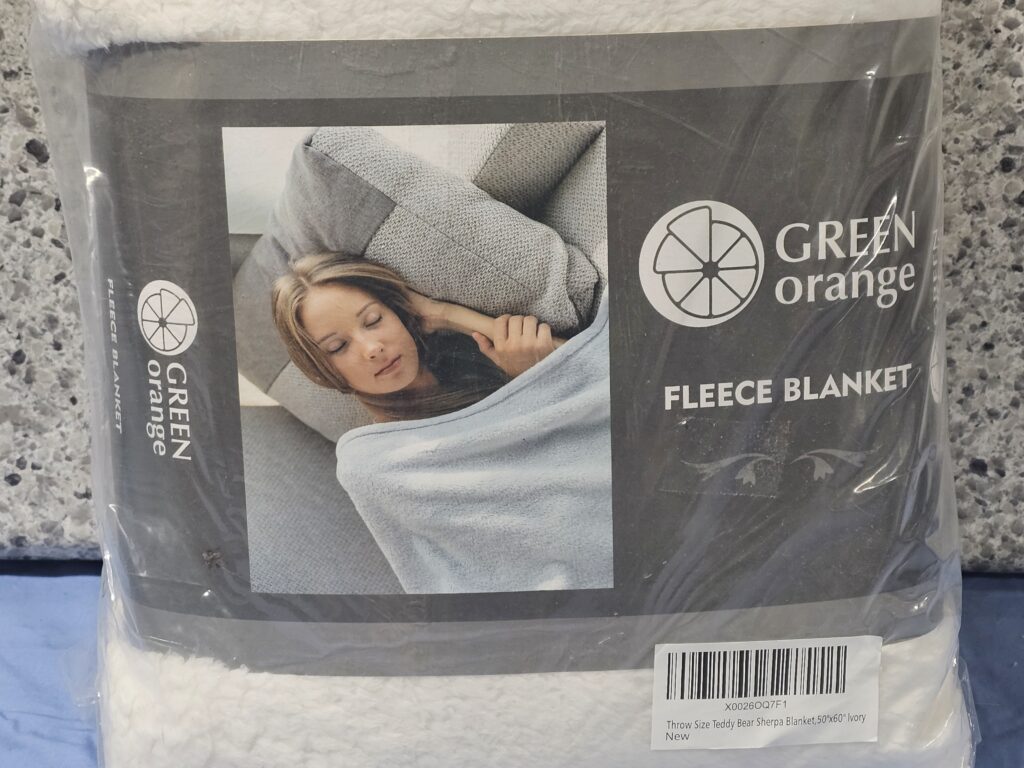 GREEN
orange
FLEECE BLANKET
GREEN
orange
FLEECE BLANKET
X0026OQ7F1
Throw Size Teddy Bear Sherpa Blanket,50"x60" Ivory
New